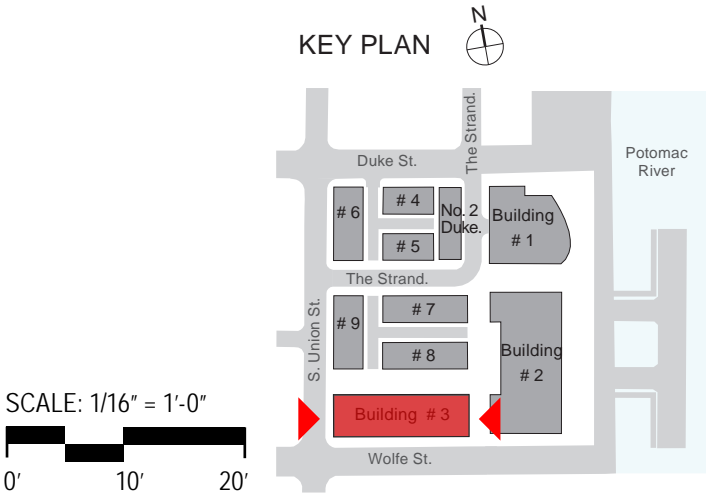 N
KEY PLAN
The Strand.
Duke St.
Potomac
River
# 6
# 4
No. 2
Duke.
Building
# 1
# 5
The Strand.
S. Union St.
# 9
# 7
# 8
Building
# 2
Building # 3
Wolfe St.
SCALE: 1/16" = 1'-0"
0' 10' 20'